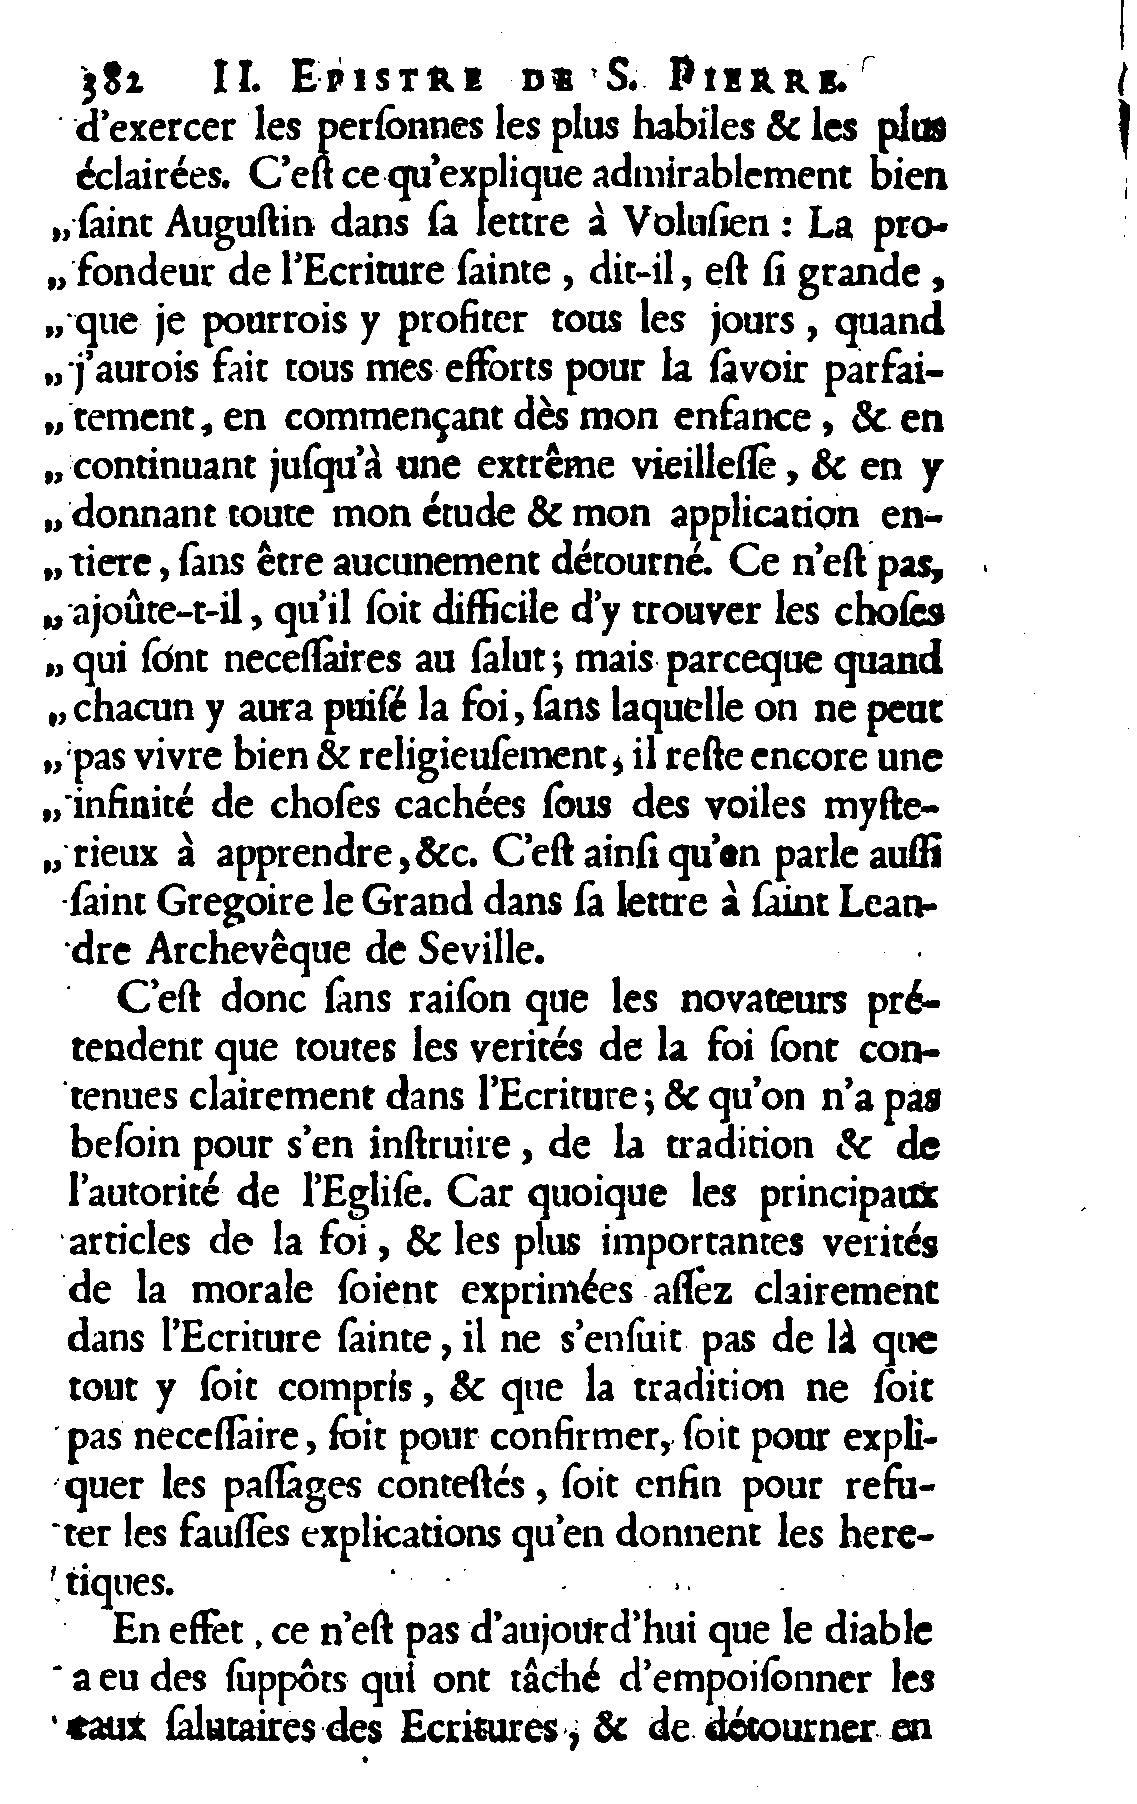 382 II. EPISTRE DE S. PIERRE.
d'exercer les perſonnes les plus habiles & les plus
éclairées. C'eſt ce qu'explique admirablement bien
„ ſaint Auguſtin dans ſa lettre à Voluſien : La pro-
„ fondeur de l'Ecriture ſainte, dit-il, eſt ſi grande,
„ que je pourrois y profiter tous les jours, quand
„ j'aurois fait tous mes efforts pour la ſavoir parfai-
„ tement, en commençant dès mon enfance, & en
„ continuant juſqu'à une extrême vieilleſſe, & en y
„ donnant toute mon étude & mon application en-
„ tiere, ſans être aucunement détourné. Ce n'eſt pas,
„ ajoûte-t-il, qu'il ſoit difficile d'y trouver les choſes
„ qui ſont neceſſaires au ſalut; mais parceque quand
„ chacun y aura puiſé la foi, ſans laquelle on ne peut
„ pas vivre bien & religieuſement, il reſte encore une
„ infinité de choſes cachées ſous des voiles myſte-
„ rieux à apprendre, &c. C'eſt ainſi qu'en parle auſſi
ſaint Gregoire le Grand dans ſa lettre à ſaint Lean-
dre Archevêque de Seville.
C'eſt donc ſans raiſon que les novateurs pré-
tendent que toutes les verités de la foi ſont con-
tenues clairement dans l'Ecriture; & qu'on n'a pas
beſoin pour s'en inſtruire, de la tradition & de
l'autorité de l'Egliſe. Car quoique les principaux
articles de la foi, & les plus importantes verités
de la morale ſoient exprimées aſſez clairement
dans l'Ecriture ſainte, il ne s'enſuit pas de là que
tout y ſoit compris, & que la tradition ne ſoit
pas neceſſaire, ſoit pour confirmer, ſoit pour expli-
quer les paſſages conteſtés, ſoit enfin pour refu-
ter les fauſſes explications qu'en donnent les here-
tiques.
En effet, ce n'eſt pas d'aujourd'hui que le diable
a eu des ſuppôts qui ont tâché d'empoiſonner les
eaux ſalutaires des Ecritures, & de détourner en